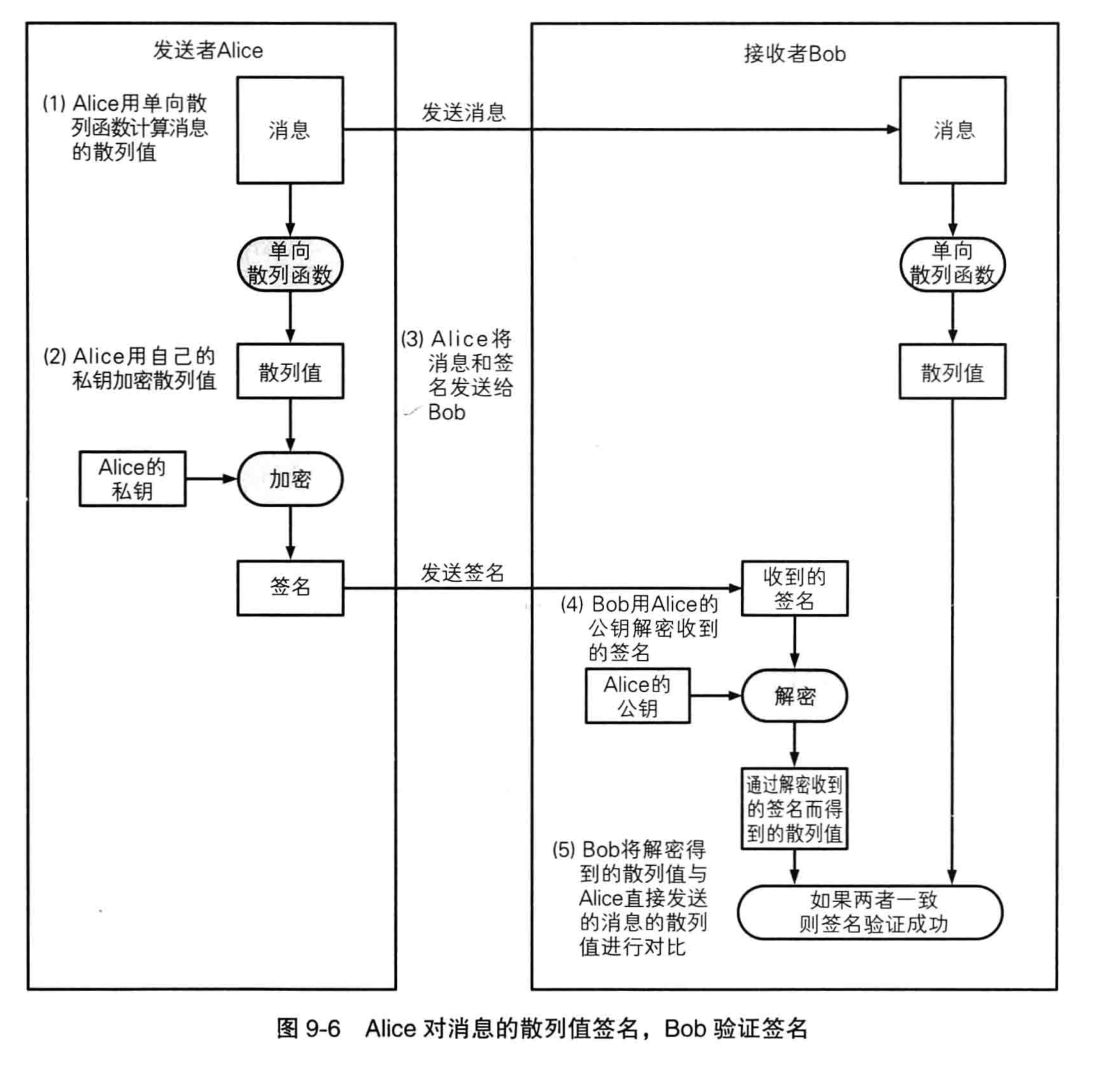 发送者Alice
接收者Bob
(1) Alice用单向散
列函数计算消息
的散列值
消息
发送消息
消息
单向
散列函数
单向
散列函数
(2) Alice用自己的
私钥加密散列值
散列值
(3) Alice将
消息和签
名发送给
Bob
散列值
Alice的
私钥
加密
签名
发送签名
收到的
签名
(4) Bob用Alice的
公钥解密收到
的签名
Alice的
公钥
解密
通过解密收到
的签名而得
到的散列值
(5) Bob将解密得
到的散列值与
Alice直接发送
的消息的散列
值进行对比
如果两者一致
则签名验证成功
图 9-6 Alice 对消息的散列值签名，Bob 验证签名